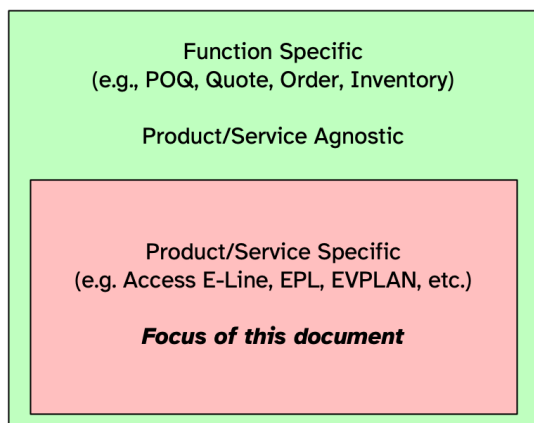 Function Specific
(e.g., POQ, Quote, Order, Inventory)
Product/Service Agnostic
Product/Service Specific
(e.g. Access E-Line, EPL, EVPLAN, etc.)
Focus of this document